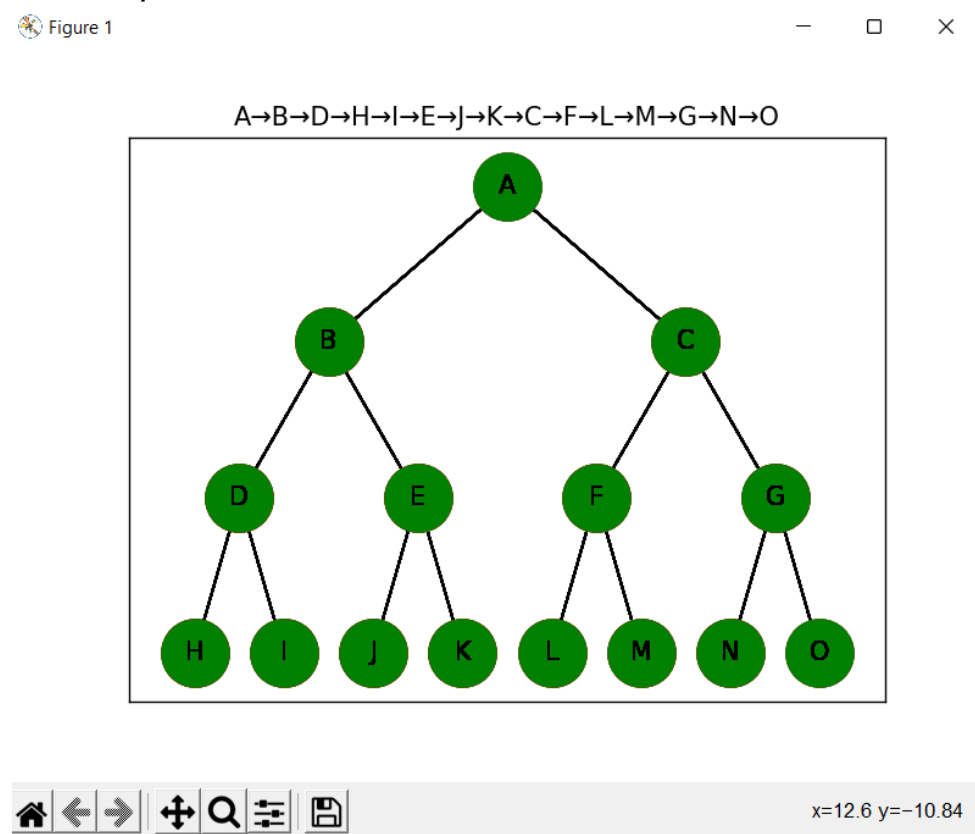 Figure 1
A→B→D→H→I→E→J→K→C→F→L→M→G→N→O
A
B C
D E F G
H I J K L M N O
x=12.6 y=−10.84